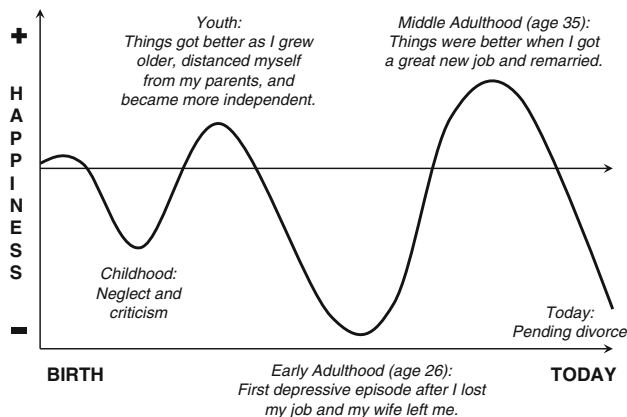 +
HAPPINESS
–
Youth:
Things got better as I grew
older, distanced myself
from my parents, and
became more independent.
Middle Adulthood (age 35):
Things were better when I got
a great new job and remarried.
Childhood:
Neglect and
criticism
Today:
Pending divorce
BIRTH
Early Adulthood (age 26):
First depressive episode after I lost
my job and my wife left me.
TODAY